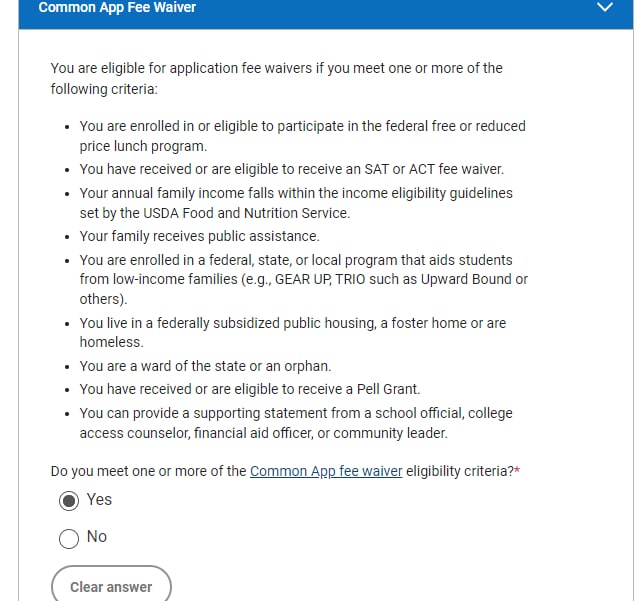 Common App Fee Waiver
You are eligible for application fee waivers if you meet one or more of the
following criteria:
• You are enrolled in or eligible to participate in the federal free or reduced
price lunch program.
• You have received or are eligible to receive an SAT or ACT fee waiver.
• Your annual family income falls within the income eligibility guidelines
set by the USDA Food and Nutrition Service.
• Your family receives public assistance.
• You are enrolled in a federal, state, or local program that aids students
from low-income families (e.g., GEAR UP, TRIO such as Upward Bound or
others).
• You live in a federally subsidized public housing, a foster home or are
homeless.
• You are a ward of the state or an orphan.
• You have received or are eligible to receive a Pell Grant.
• You can provide a supporting statement from a school official, college
access counselor, financial aid officer, or community leader.
Do you meet one or more of the Common App fee waiver eligibility criteria?*
Yes
No
Clear answer